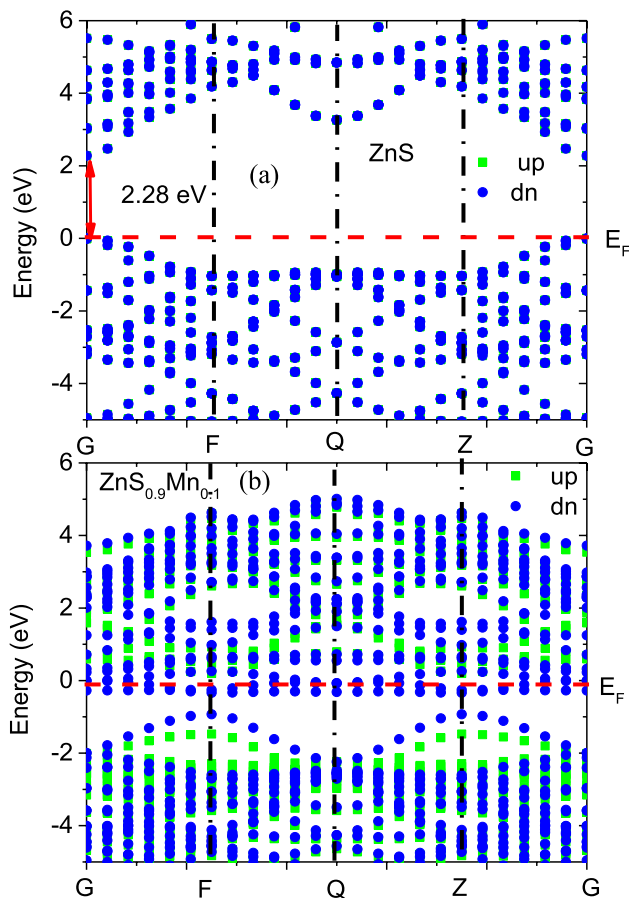 6
4
2
0
-2
-4
Energy (eV)
2.28 eV
(a)
ZnS
up
dn
E_F
G F Q Z G
6
4
2
0
-2
-4
Energy (eV)
ZnS0.9Mn0.1
(b)
up
dn
E_F
G F Q Z G